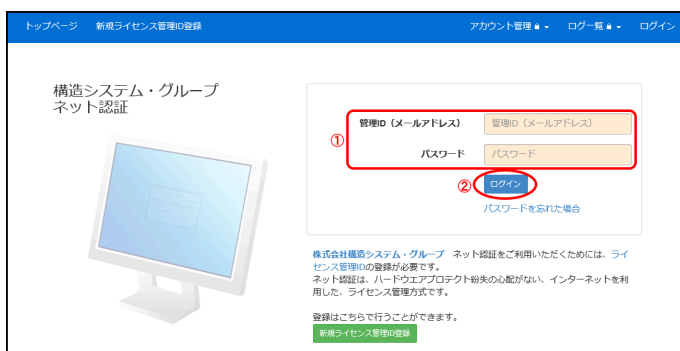 トップページ 新規ライセンス管理ID登録 アカウント管理 ログ一覧 ログイン
構造システム・グループ
ネット認証
① 管理ID（メールアドレス） 管理ID（メールアドレス）
パスワード パスワード
② ログイン
パスワードを忘れた場合
株式会社構造システム・グループ ネット認証をご利用いただくためには、ライ
センス管理IDの登録が必要です。
ネット認証は、ハードウエアプロテクト紛失の心配がない、インターネットを利
用した、ライセンス管理方式です。
登録はこちらで行うことができます。
新規ライセンス管理ID登録